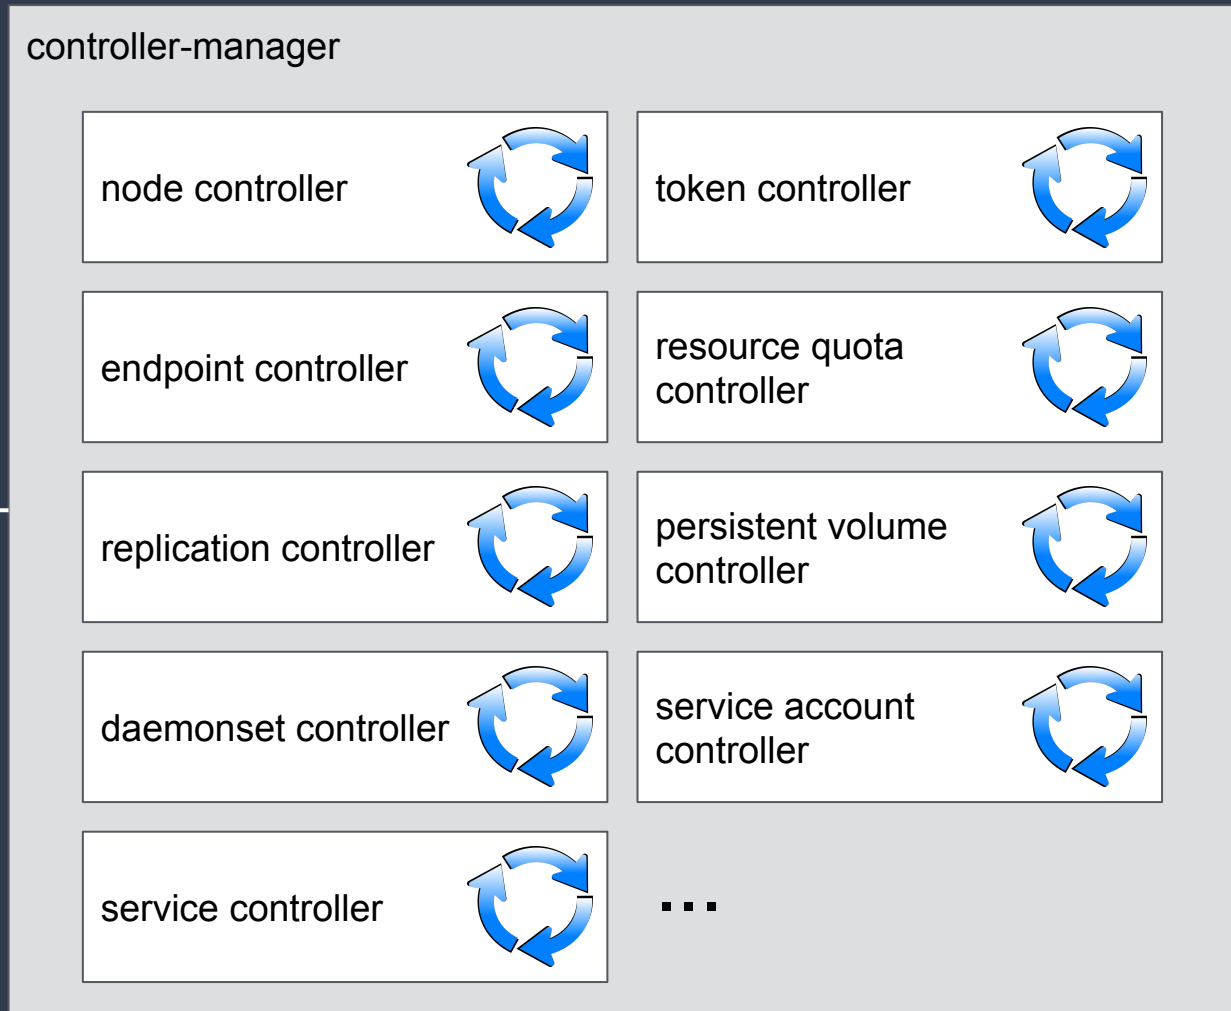 controller-manager
node controller
token controller
endpoint controller
resource quota
controller
replication controller
persistent volume
controller
daemonset controller
service account
controller
service controller
...